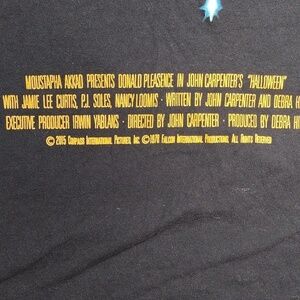 MOUSTAPHA AKKAD PRESENTS DONALD PLEASENCE IN JOHN CARPENTER'S "HALLOWEEN"
WITH JAMIE LEE CURTIS, P.J. SOLES, NANCY LOOMIS · WRITTEN BY JOHN CARPENTER AND DEBRA HI
EXECUTIVE PRODUCER IRWIN YABLANS · DIRECTED BY JOHN CARPENTER · PRODUCED BY DEBRA HI
© 2015 COMPASS INTERNATIONAL PICTURES, INC. © 1978 FALCON INTERNATIONAL PRODUCTIONS. ALL RIGHTS RESERVED